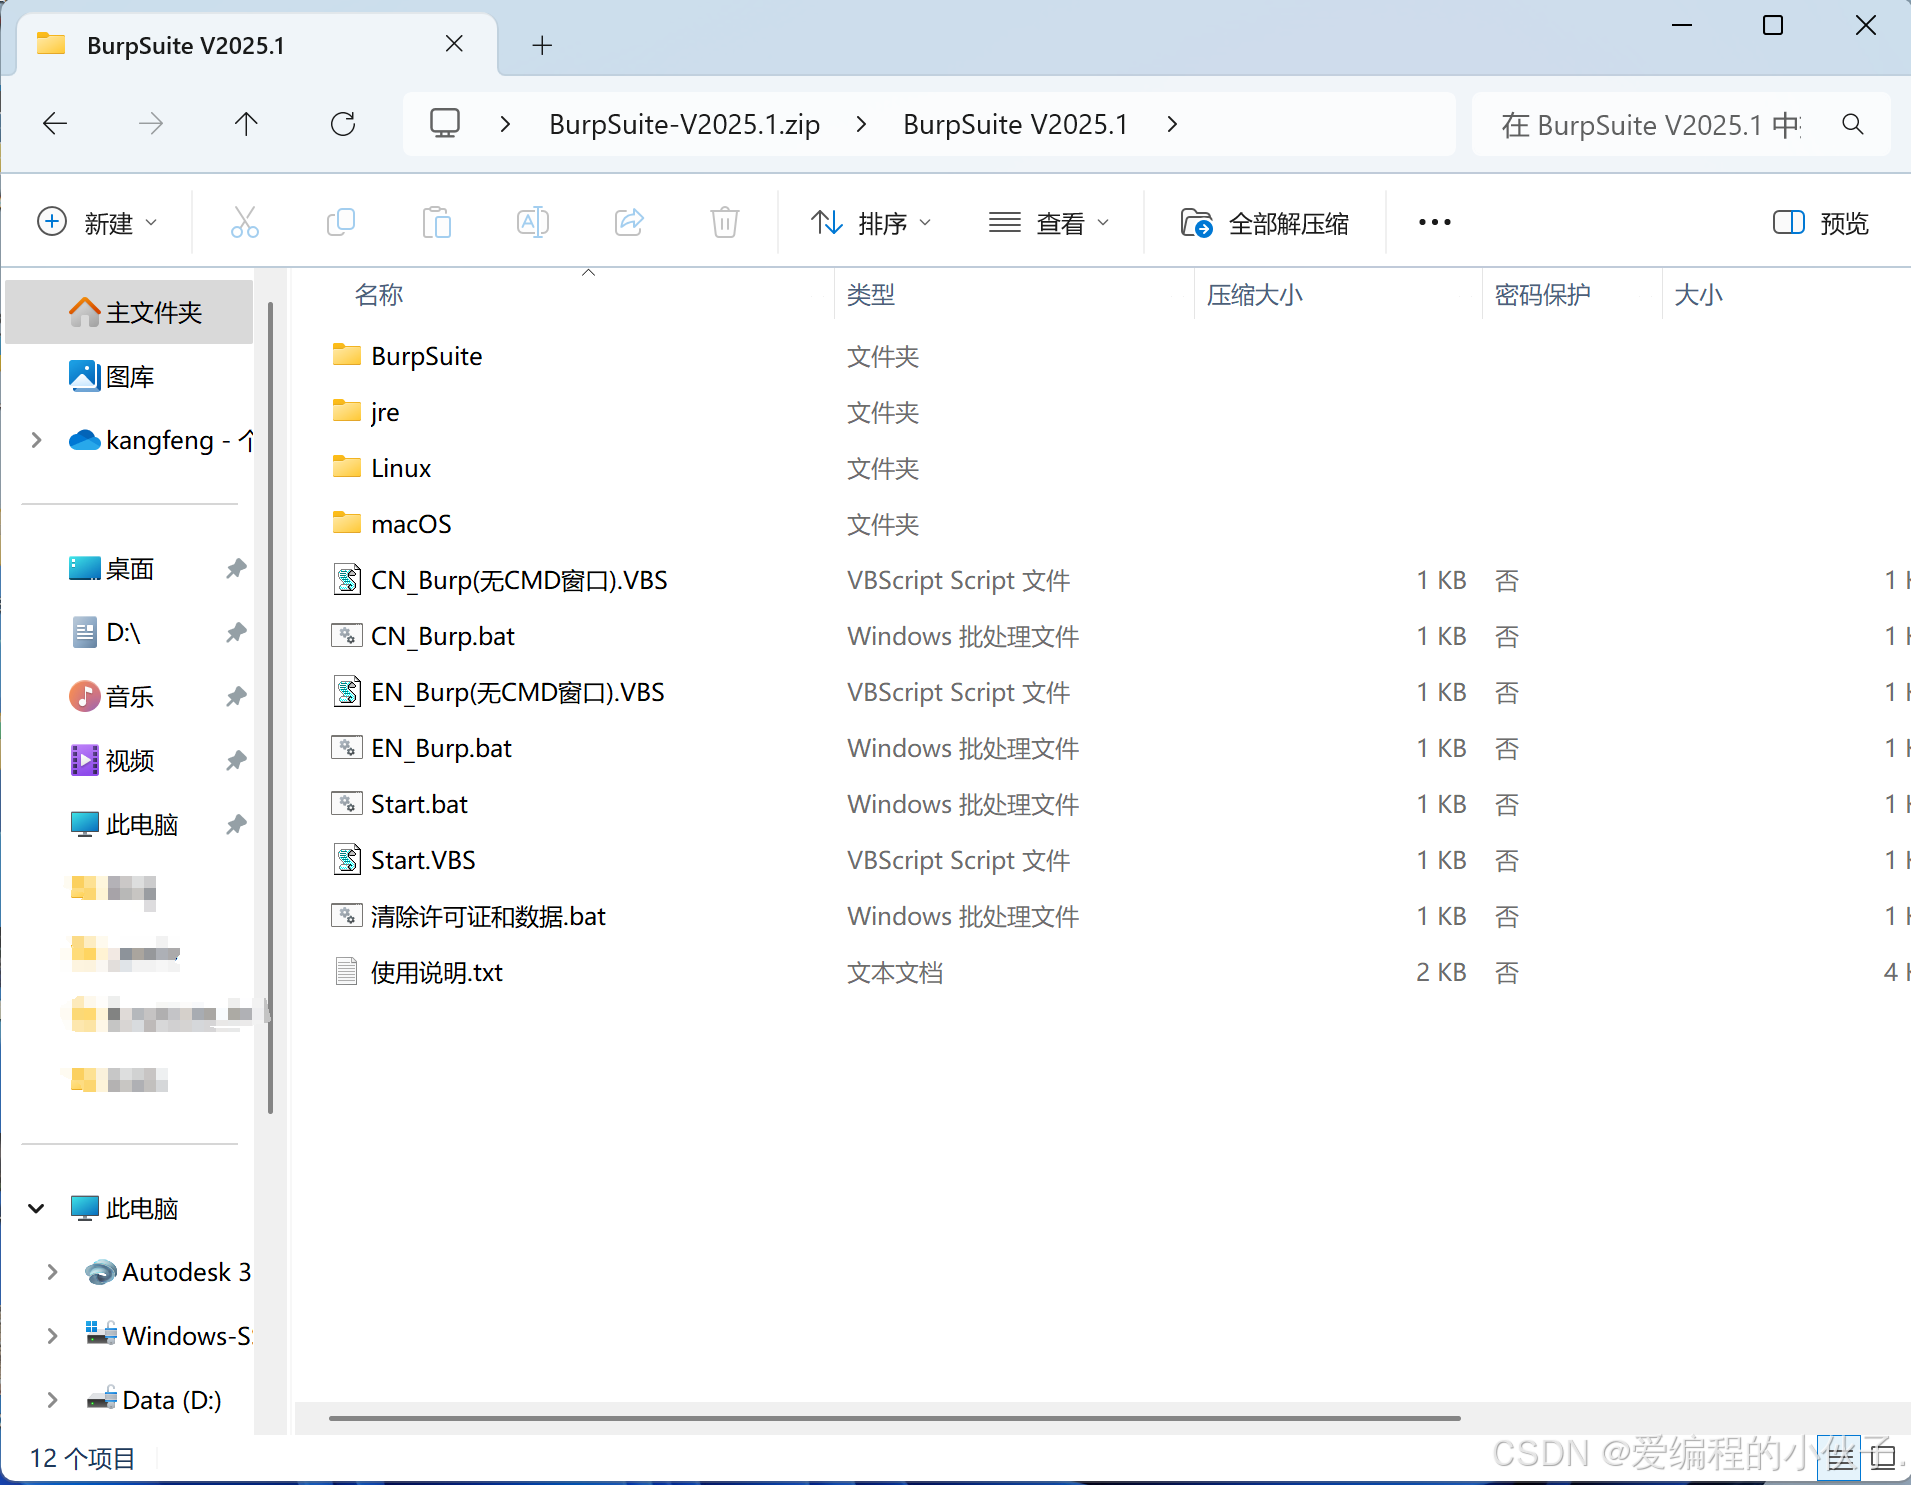 BurpSuite V2025.1
BurpSuite-V2025.1.zip BurpSuite V2025.1
在 BurpSuite V2025.1 中
新建 排序 查看 全部解压缩 预览
名称 类型 压缩大小 密码保护 大小
主文件夹
图库
kangfeng - 个
桌面
D:\
音乐
视频
此电脑
此电脑
Autodesk 3
Windows-S
Data (D:)
BurpSuite 文件夹
jre 文件夹
Linux 文件夹
macOS 文件夹
CN_Burp(无CMD窗口).VBS VBScript Script 文件 1 KB 否 1
CN_Burp.bat Windows 批处理文件 1 KB 否 1
EN_Burp(无CMD窗口).VBS VBScript Script 文件 1 KB 否 1
EN_Burp.bat Windows 批处理文件 1 KB 否 1
Start.bat Windows 批处理文件 1 KB 否 1
Start.VBS VBScript Script 文件 1 KB 否 1
清除许可证和数据.bat Windows 批处理文件 1 KB 否 1
使用说明.txt 文本文档 2 KB 否 4
12 个项目
CSDN @爱编程的小伙子.